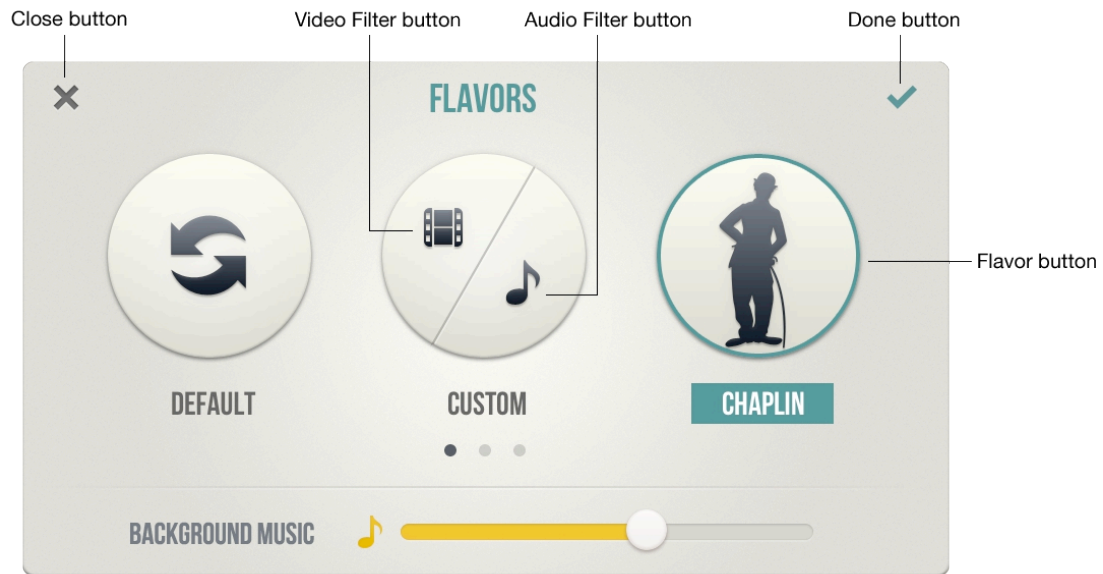 Close button
Video Filter button
Audio Filter button
Done button
FLAVORS
Flavor button
DEFAULT
CUSTOM
CHAPLIN
BACKGROUND MUSIC